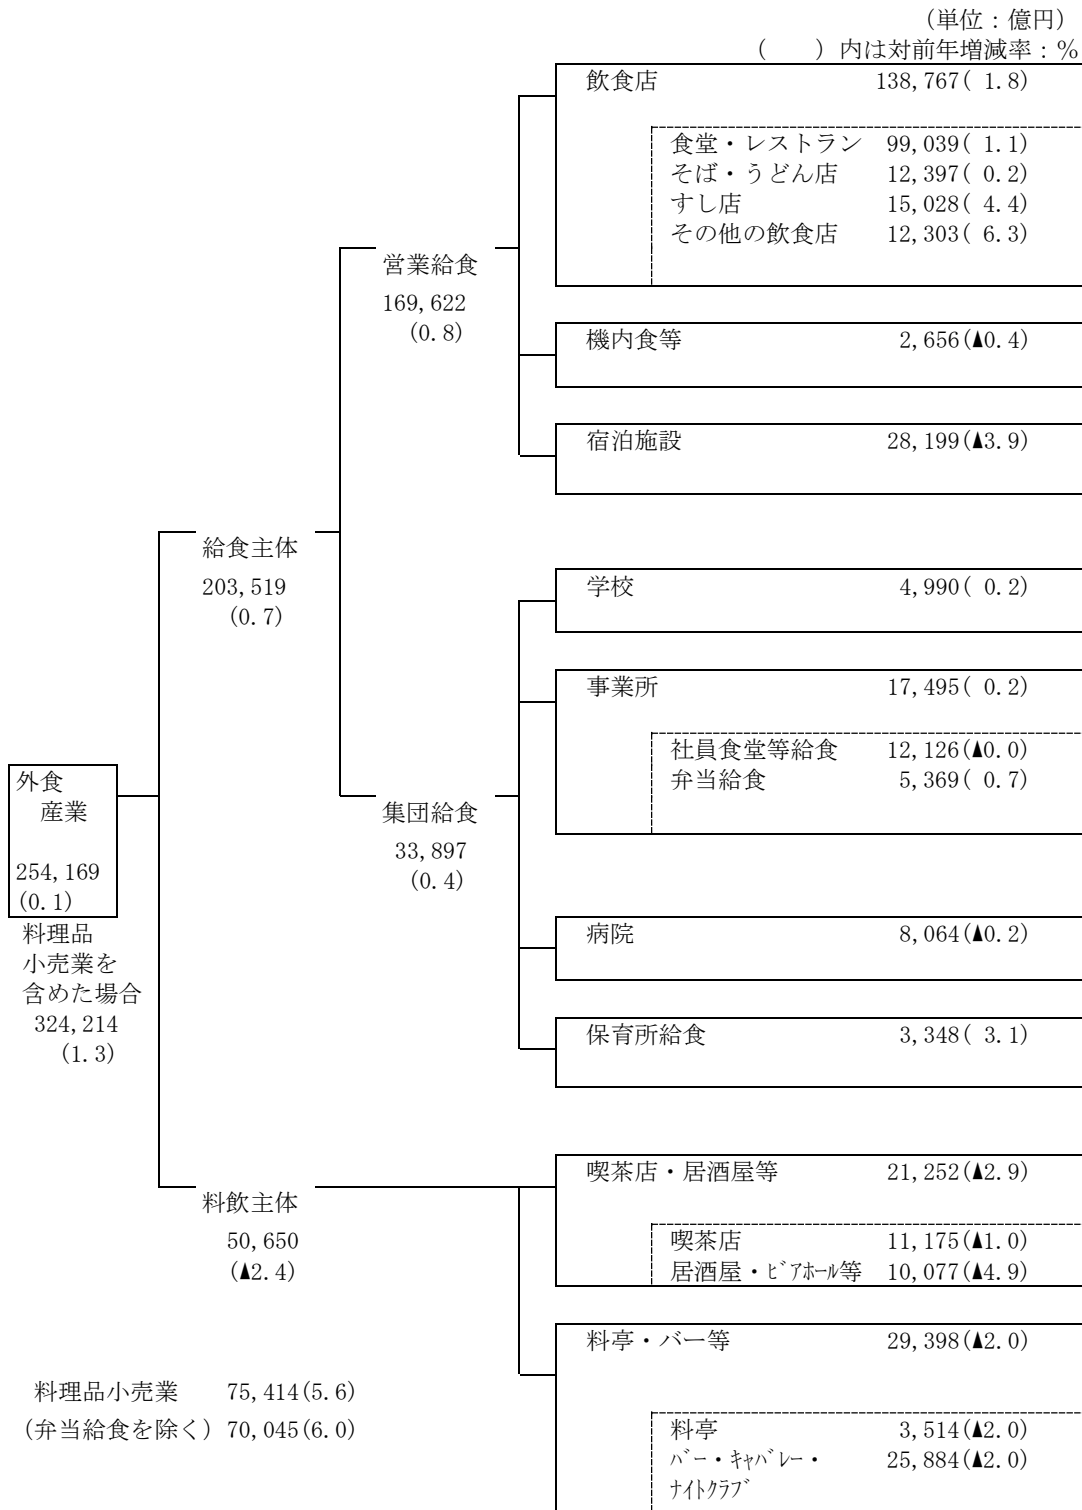 (単位：億円)
(　　)内は対前年増減率：%
飲食店 138,767( 1.8)
食堂・レストラン 99,039( 1.1)
そば・うどん店 12,397( 0.2)
すし店 15,028( 4.4)
その他の飲食店 12,303( 6.3)
営業給食
169,622
(0.8)
機内食等 2,656(▲0.4)
宿泊施設 28,199(▲3.9)
給食主体
203,519
(0.7)
学校 4,990( 0.2)
事業所 17,495( 0.2)
社員食堂等給食 12,126(▲0.0)
弁当給食 5,369( 0.7)
外食
産業
254,169
(0.1)
料理品
小売業を
含めた場合
324,214
(1.3)
集団給食
33,897
(0.4)
病院 8,064(▲0.2)
保育所給食 3,348( 3.1)
料飲主体
50,650
(▲2.4)
喫茶店・居酒屋等 21,252(▲2.9)
喫茶店 11,175(▲1.0)
居酒屋・ﾋﾞｱﾎｰﾙ等 10,077(▲4.9)
料亭・バー等 29,398(▲2.0)
料亭 3,514(▲2.0)
ﾊﾞｰ・ｷｬﾊﾞﾚｰ・ 25,884(▲2.0)
ﾅｲﾄｸﾗﾌﾞ
料理品小売業 75,414(5.6)
(弁当給食を除く) 70,045(6.0)